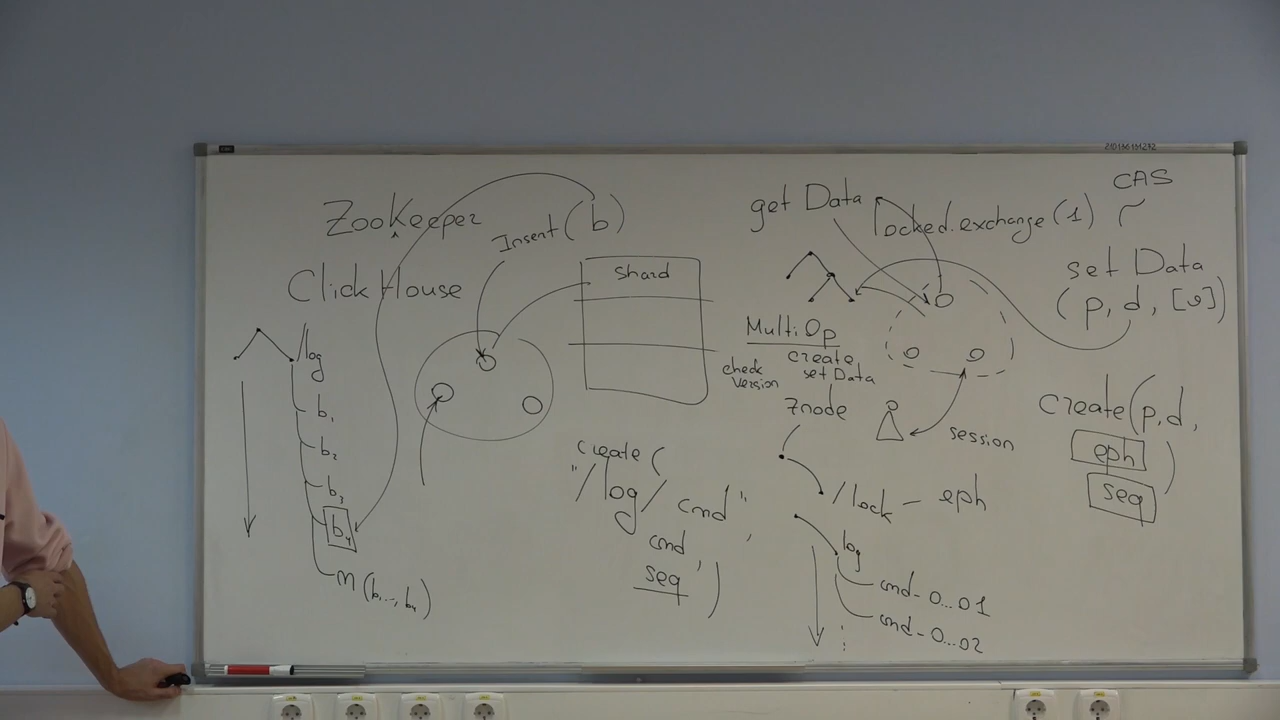 ZooKeeper
Insert(b)
ClickHouse
Shard
/log
b1
b2
b3
b4
m(b1..., b4)
create(
"/log/ cmd",
cmd,
seq)
get Data
locked.exchange(1)
CAS
set Data
(p, d, [v])
MultiOp
check version
create
setData
znode
session
create(p,d,
eph
seq)
/lock - eph
log
cmd-0...01
cmd-0...02